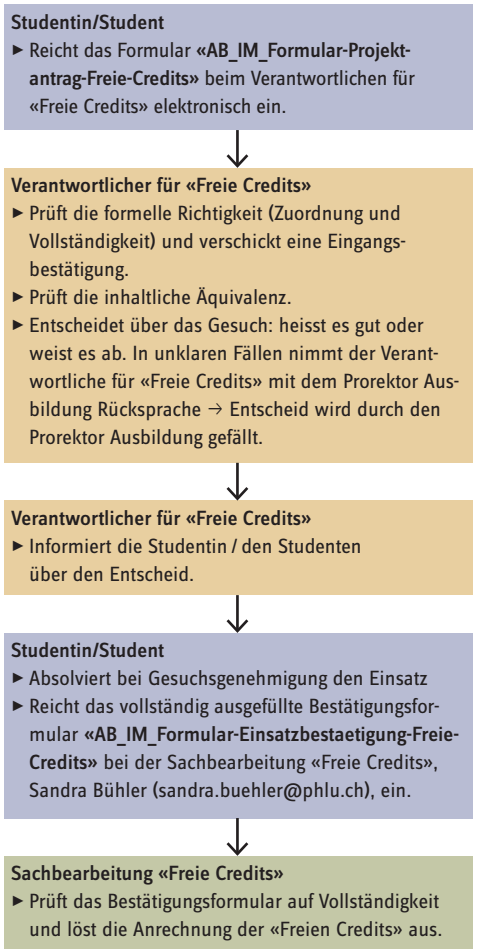 Studentin/Student
► Reicht das Formular «AB_IM_Formular-Projekt-
antrag-Freie-Credits» beim Verantwortlichen für
«Freie Credits» elektronisch ein.
Verantwortlicher für «Freie Credits»
► Prüft die formelle Richtigkeit (Zuordnung und
Vollständigkeit) und verschickt eine Eingangs-
bestätigung.
► Prüft die inhaltliche Äquivalenz.
► Entscheidet über das Gesuch: heisst es gut oder
weist es ab. In unklaren Fällen nimmt der Verant-
wortliche für «Freie Credits» mit dem Prorektor Aus-
bildung Rücksprache → Entscheid wird durch den
Prorektor Ausbildung gefällt.
Verantwortlicher für «Freie Credits»
► Informiert die Studentin / den Studenten
über den Entscheid.
Studentin/Student
► Absolviert bei Gesuchsgenehmigung den Einsatz
► Reicht das vollständig ausgefüllte Bestätigungsfor-
mular «AB_IM_Formular-Einsatzbestaetigung-Freie-
Credits» bei der Sachbearbeitung «Freie Credits»,
Sandra Bühler (sandra.buehler@phlu.ch), ein.
Sachbearbeitung «Freie Credits»
► Prüft das Bestätigungsformular auf Vollständigkeit
und löst die Anrechnung der «Freien Credits» aus.